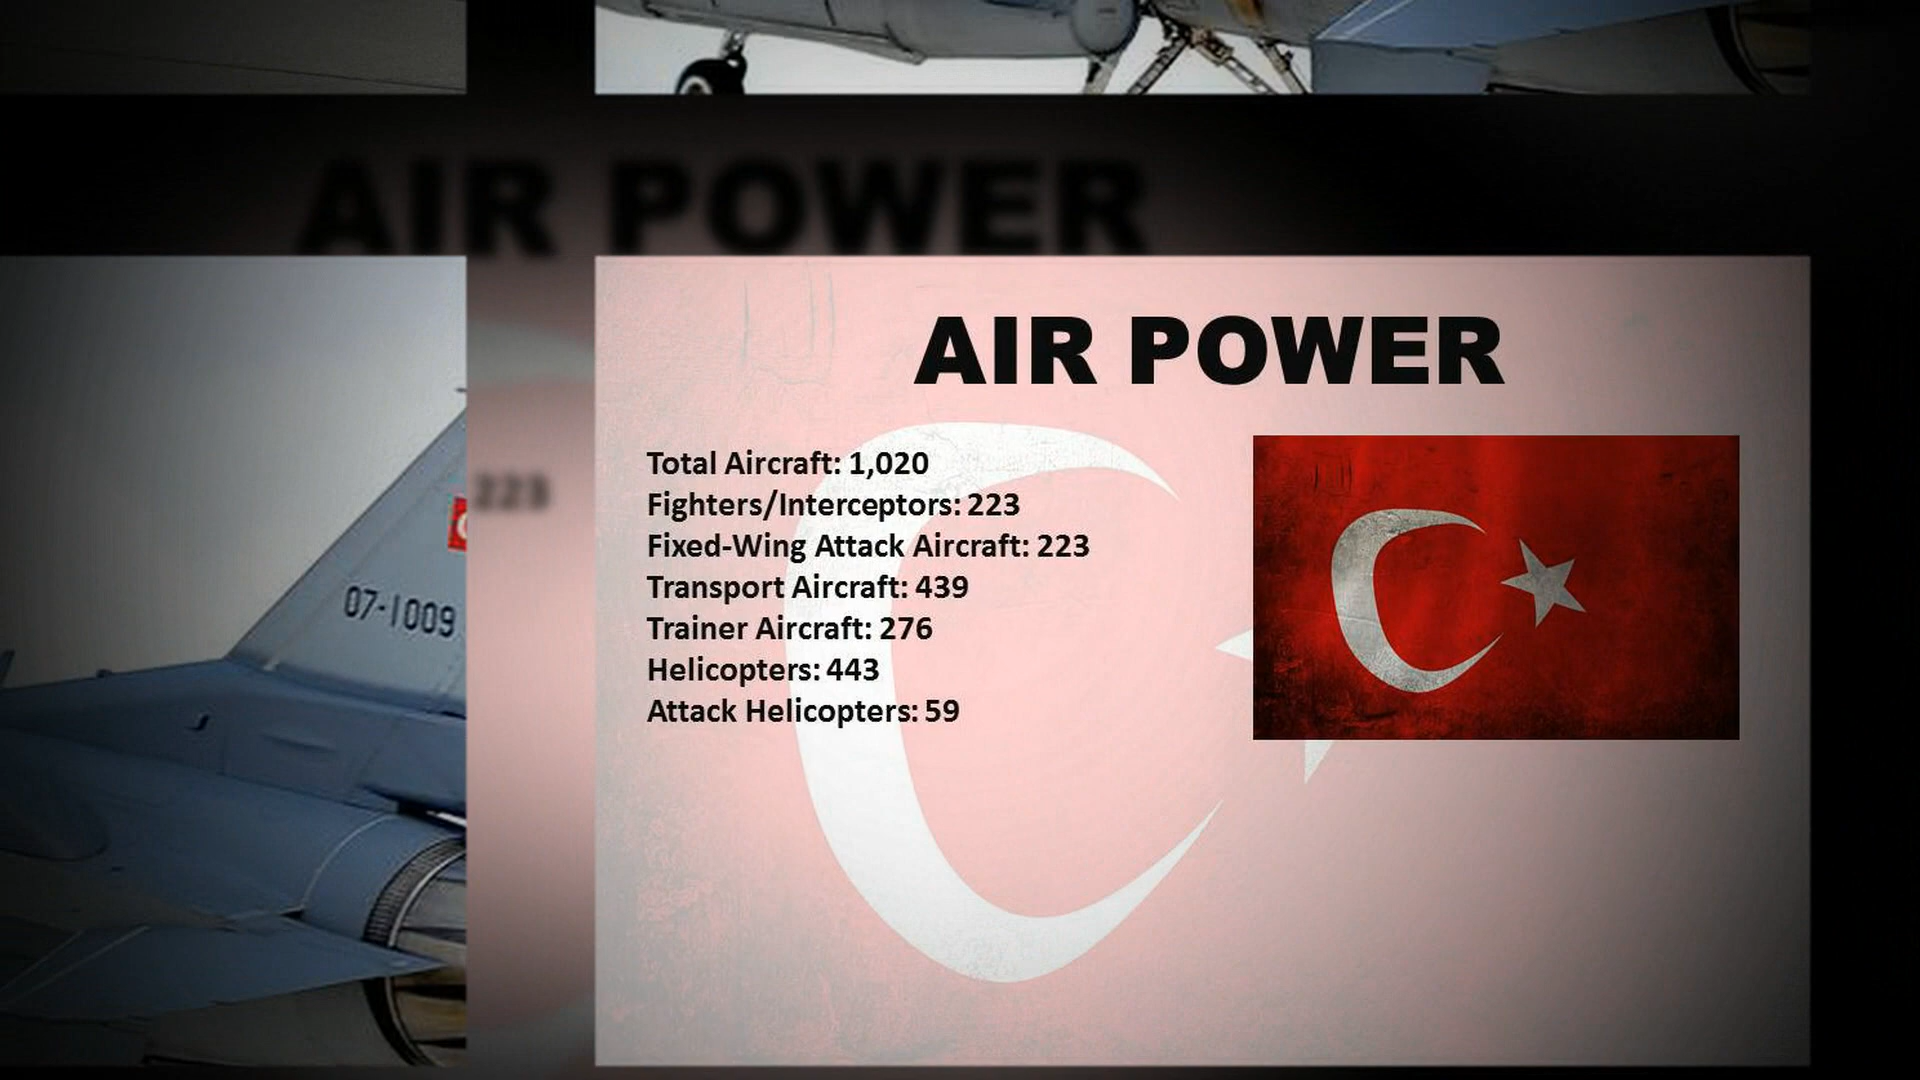 AIR POWER
AIR POWER
Total Aircraft: 1,020
223
Fighters/Interceptors: 223
Fixed-Wing Attack Aircraft: 223
Transport Aircraft: 439
07-1009
Trainer Aircraft: 276
Helicopters: 443
Attack Helicopters: 59